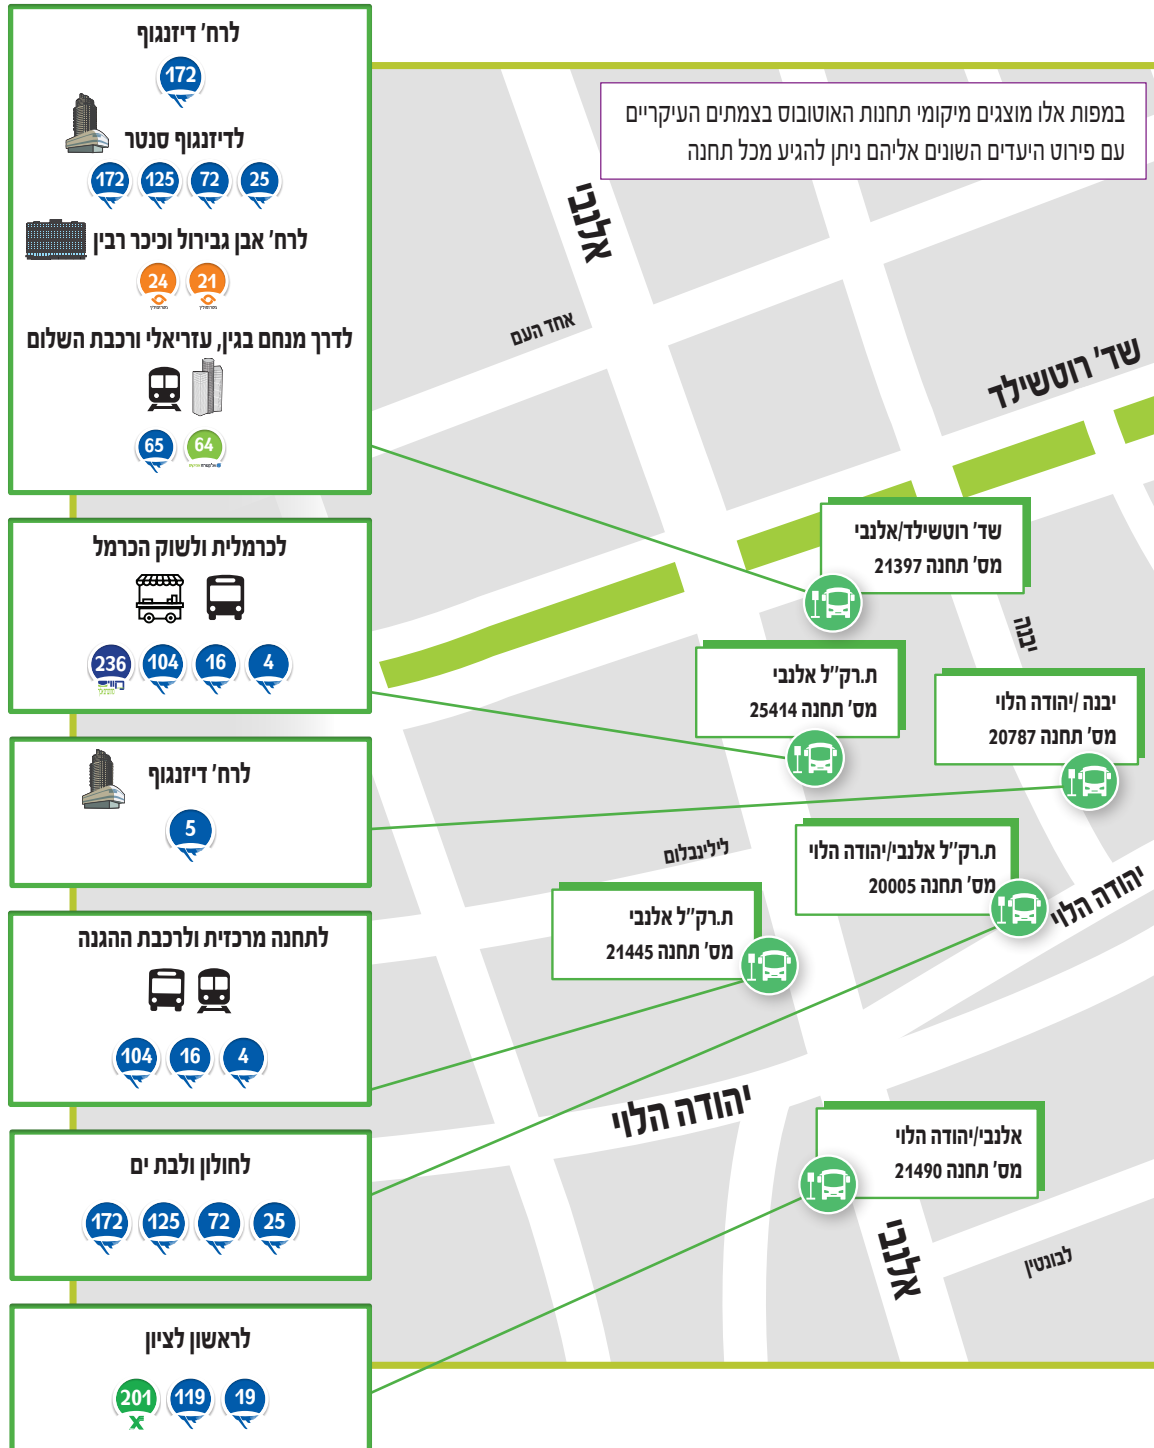 לרח' דיזנגוף
172
לדיזנגוף סנטר
25 72 125 172
לרח' אבן גבירול וכיכר רבין
21 24
לדרך מנחם בגין, עזריאלי ורכבת השלום
64 65
לכרמלית ולשוק הכרמל
4 16 104 236
לרח' דיזנגוף
5
לתחנה מרכזית ולרכבת ההגנה
4 16 104
לחולון ולבת ים
25 72 125 172
לראשון לציון
19 119 201
במפות אלו מוצגים מיקומי תחנות האוטובוס בצמתים העיקריים
עם פירוט היעדים השונים אליהם ניתן להגיע מכל תחנה
אלנבי
אחד העם
שד' רוטשילד
שד' רוטשילד/אלנבי
מס' תחנה 21397
יבנה
ת.רק"ל אלנבי
מס' תחנה 25414
יבנה /יהודה הלוי
מס' תחנה 20787
לילינבלום
ת.רק"ל אלנבי/יהודה הלוי
מס' תחנה 20005
יהודה הלוי
ת.רק"ל אלנבי
מס' תחנה 21445
יהודה הלוי
אלנבי/יהודה הלוי
מס' תחנה 21490
אלנבי
לבונטין